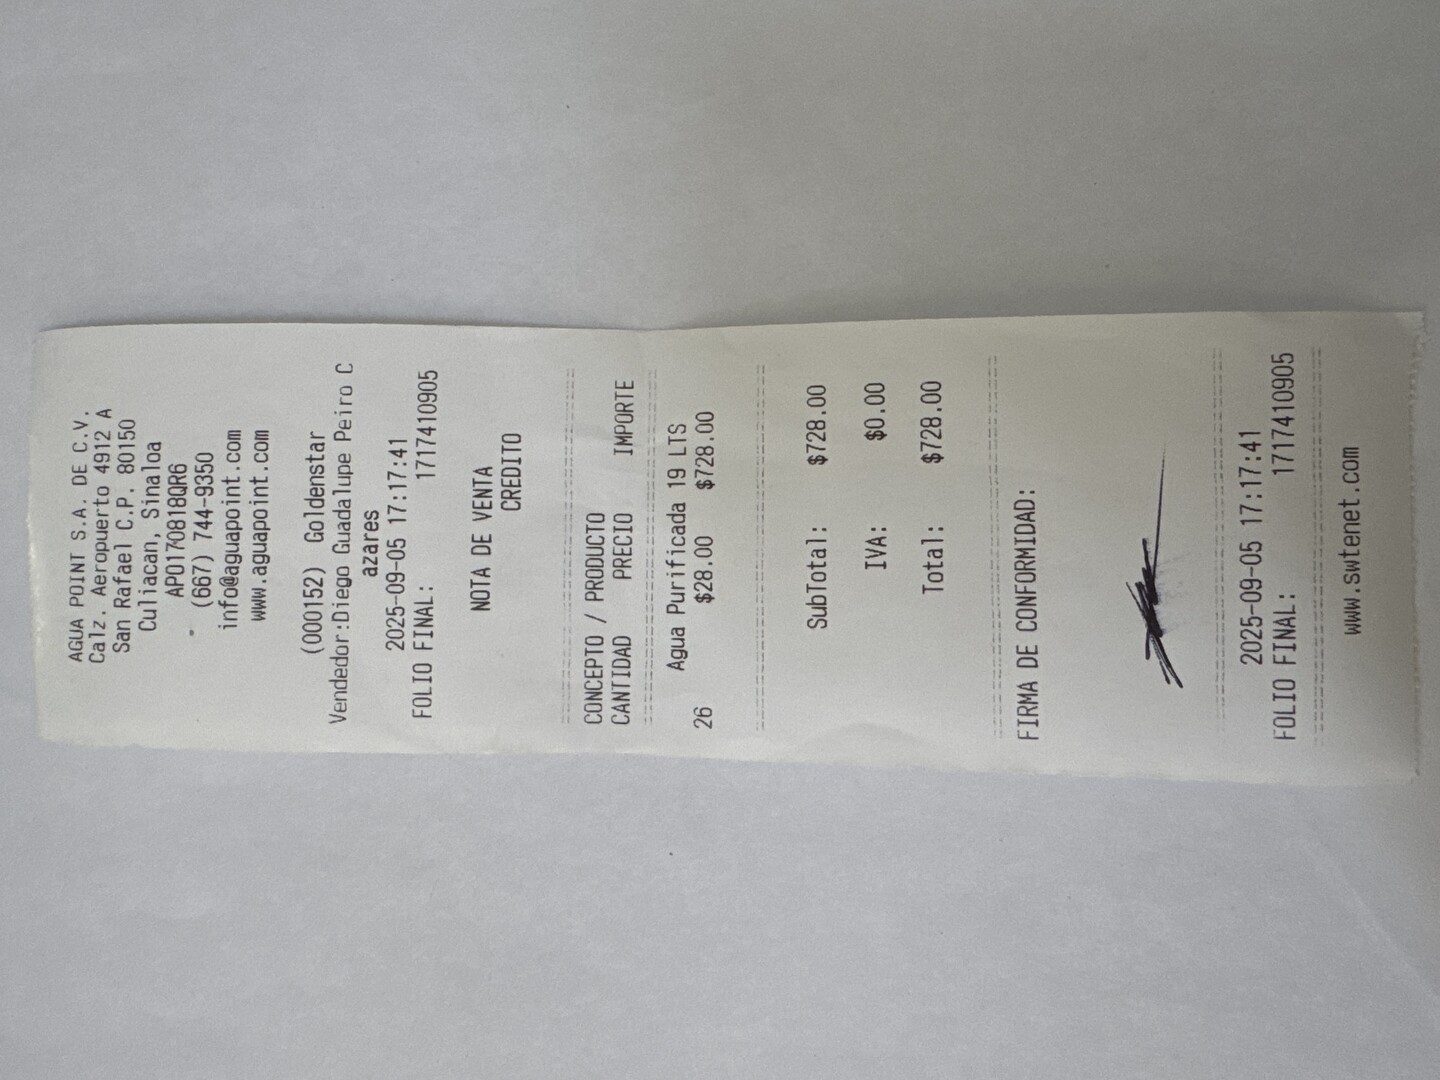 AGUA POINT S.A. DE C.V.
Calz. Aeropuerto 4912 A
San Rafael C.P. 80150
Culiacan, Sinaloa
APO170818QR6
(667) 744-9350
info@aguapoint.com
www.aguapoint.com
(000152) Goldenstar
Vendedor:Diego Guadalupe Peiro C
azares
2025-09-05 17:17:41
FOLIO FINAL: 1717410905
NOTA DE VENTA
CREDITO
CONCEPTO / PRODUCTO
CANTIDAD PRECIO IMPORTE
Agua Purificada 19 LTS
26 $28.00 $728.00
SubTotal: $728.00
IVA: $0.00
Total: $728.00
FIRMA DE CONFORMIDAD:
2025-09-05 17:17:41
FOLIO FINAL: 1717410905
www.swtenet.com